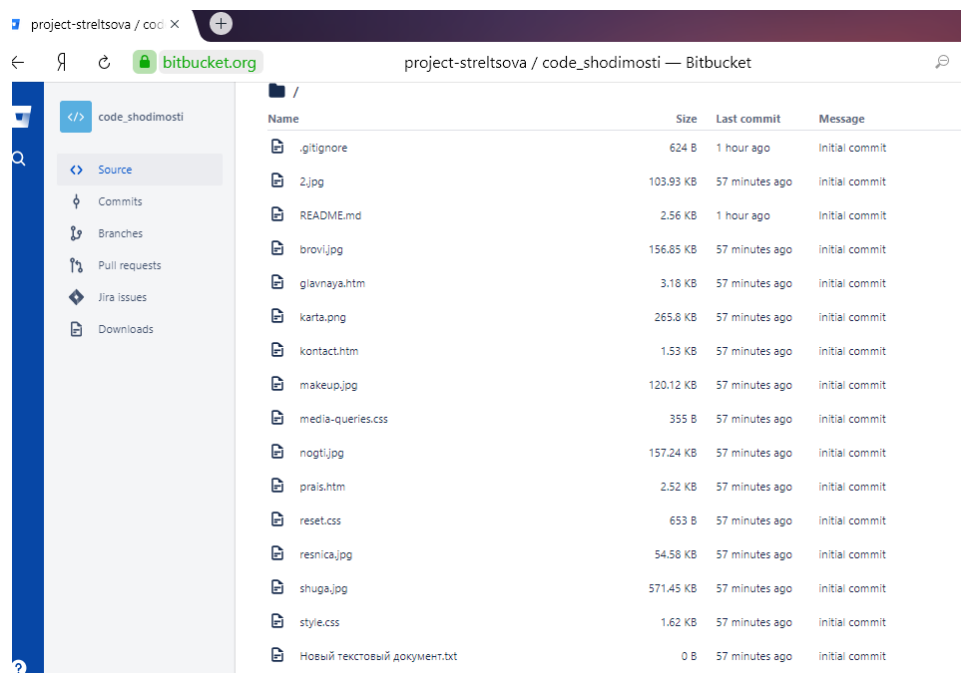 project-streltsova / cod
Я bitbucket.org project-streltsova / code_shodimosti — Bitbucket
/
code_shodimosti
Source
Commits
Branches
Pull requests
Jira issues
Downloads
Name Size Last commit Message
.gitignore 624 B 1 hour ago Initial commit
2.jpg 103.93 KB 57 minutes ago initial commit
README.md 2.56 KB 1 hour ago Initial commit
brovi.jpg 156.85 KB 57 minutes ago initial commit
glavnaya.htm 3.18 KB 57 minutes ago initial commit
karta.png 265.8 KB 57 minutes ago initial commit
kontact.htm 1.53 KB 57 minutes ago initial commit
makeup.jpg 120.12 KB 57 minutes ago initial commit
media-queries.css 355 B 57 minutes ago initial commit
nogti.jpg 157.24 KB 57 minutes ago initial commit
prais.htm 2.52 KB 57 minutes ago initial commit
reset.css 653 B 57 minutes ago initial commit
resnica.jpg 54.58 KB 57 minutes ago initial commit
shuga.jpg 571.45 KB 57 minutes ago initial commit
style.css 1.62 KB 57 minutes ago initial commit
Новый текстовый документ.txt 0 B 57 minutes ago initial commit